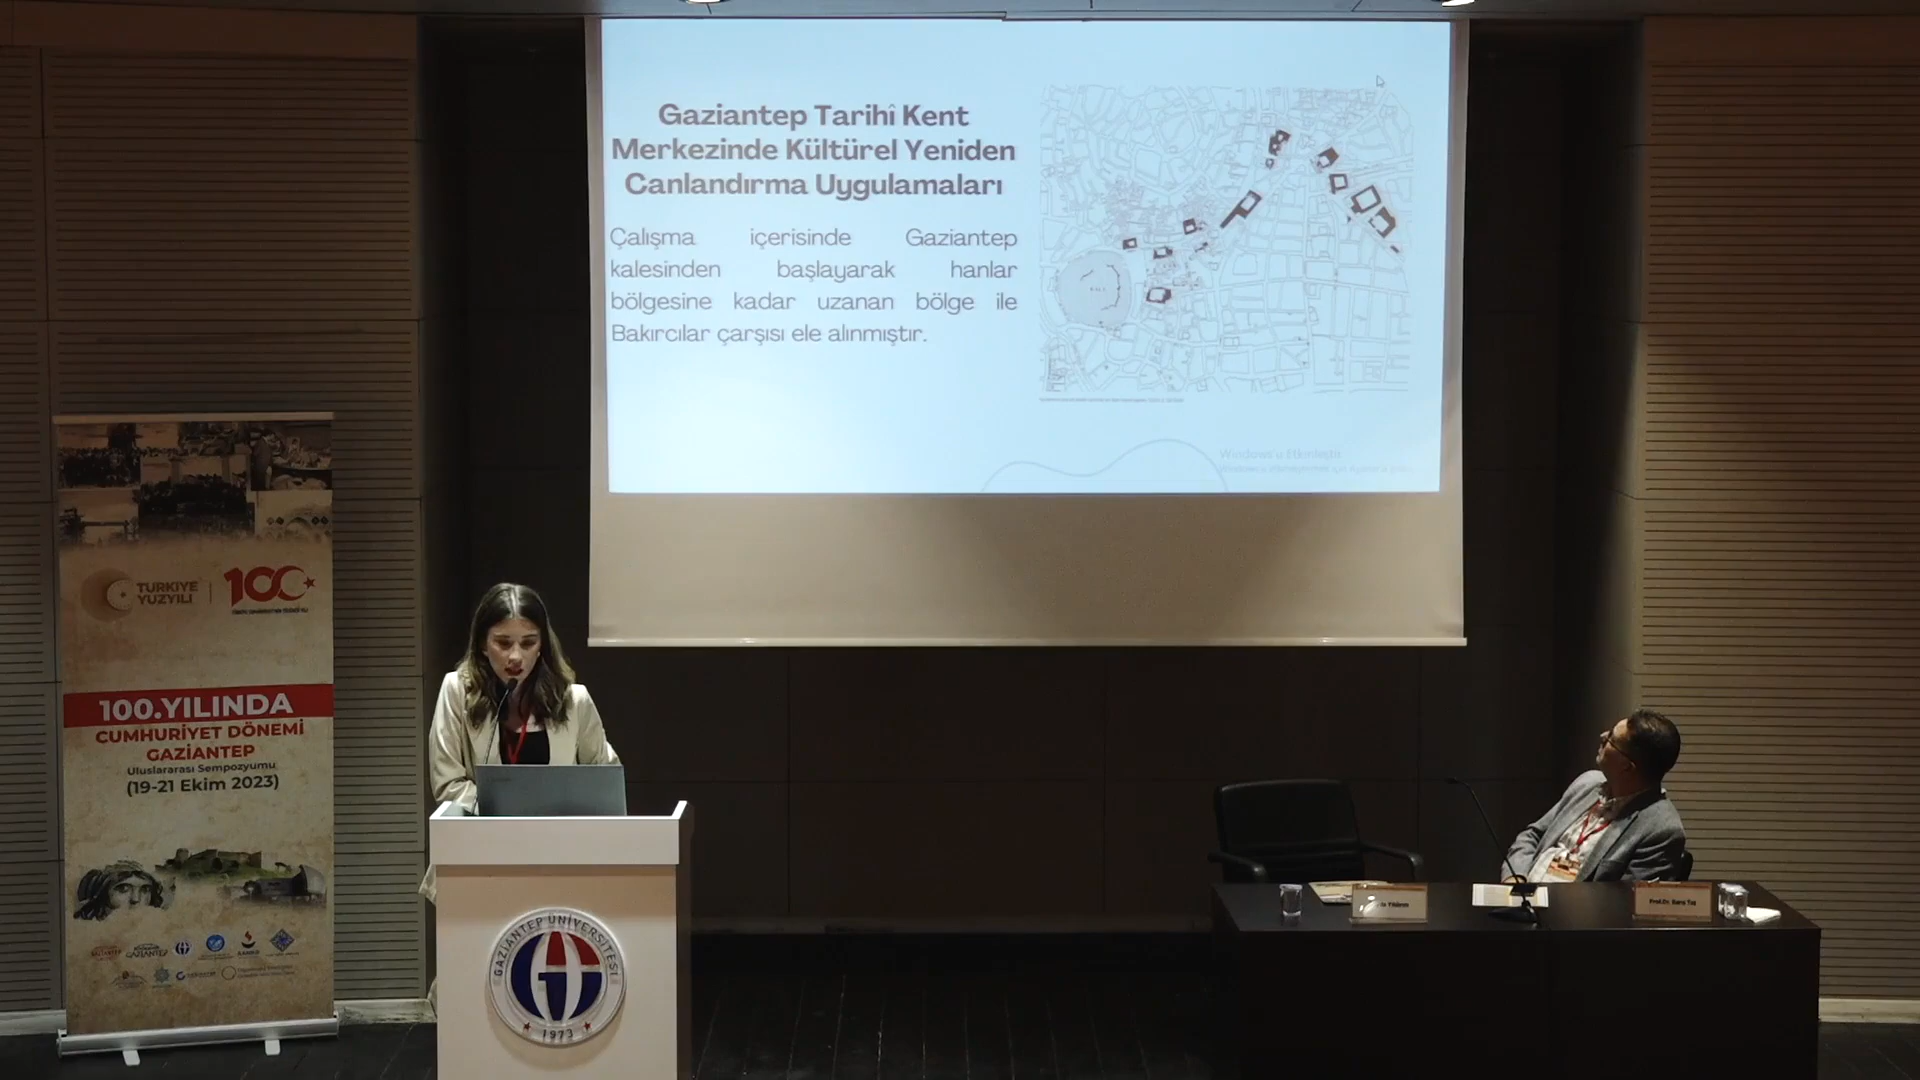 Gaziantep Tarihî Kent
Merkezinde Kültürel Yeniden
Canlandırma Uygulamaları
Çalışma içerisinde Gaziantep
kalesinden başlayarak hanlar
bölgesine kadar uzanan bölge ile
Bakırcılar çarşısı ele alınmıştır.
Windows'u Etkinleştir
TÜRKİYE
YÜZYILI
100
100.YILINDA
CUMHURİYET DÖNEMİ
GAZİANTEP
Uluslararası Sempozyumu
(19-21 Ekim 2023)
GAZİANTEP ÜNİVERSİTESİ
1973